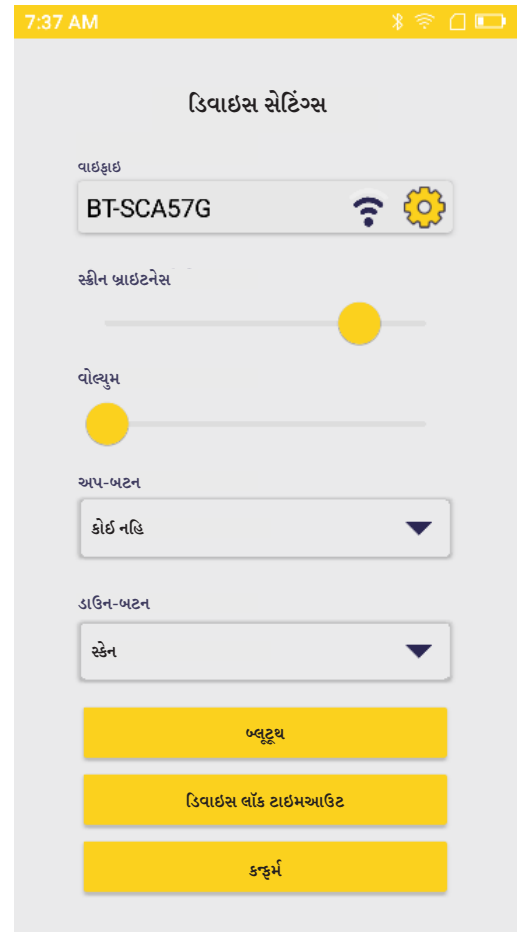 7:37 AM
ડિવાઇસ સેટિંગ્સ
વાઇફાઇ
BT-SCA57G
સ્ક્રીન બ્રાઇટનેસ
વોલ્યુમ
અપ-બટન
કોઈ નહિ
ડાઉન-બટન
સ્કેન
બ્લૂટૂથ
ડિવાઇસ લૉક ટાઇમઆઉટ
કન્ફર્મ